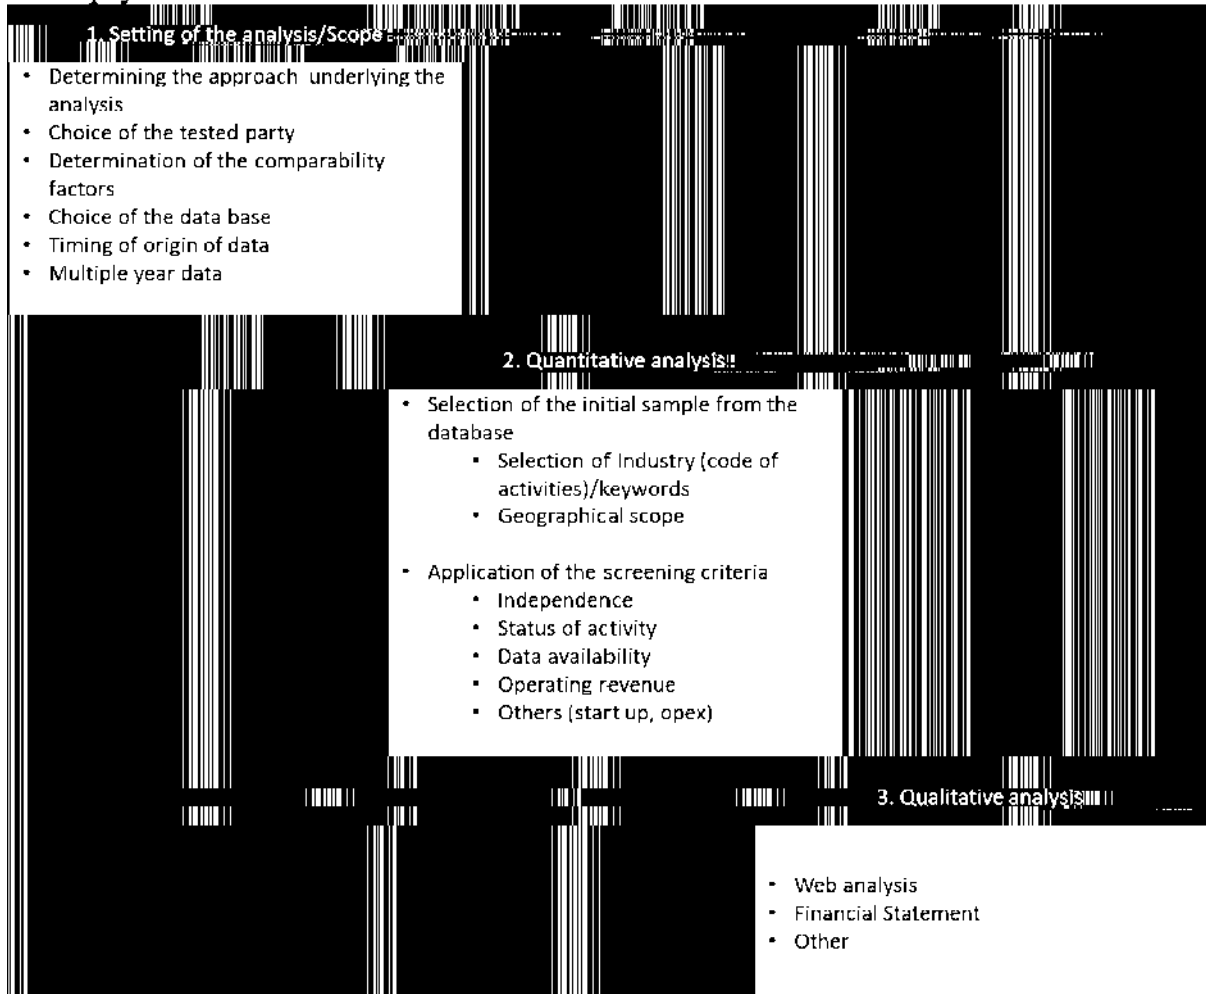 1. Setting of the analysis/Scope
• Determining the approach underlying the
analysis
• Choice of the tested party
• Determination of the comparability
factors
• Choice of the data base
• Timing of origin of data
• Multiple year data
2. Quantitative analysis
• Selection of the initial sample from the
database
• Selection of Industry (code of
activities)/keywords
• Geographical scope
• Application of the screening criteria
• Independence
• Status of activity
• Data availability
• Operating revenue
• Others (start up, opex)
3. Qualitative analysis
• Web analysis
• Financial Statement
• Other